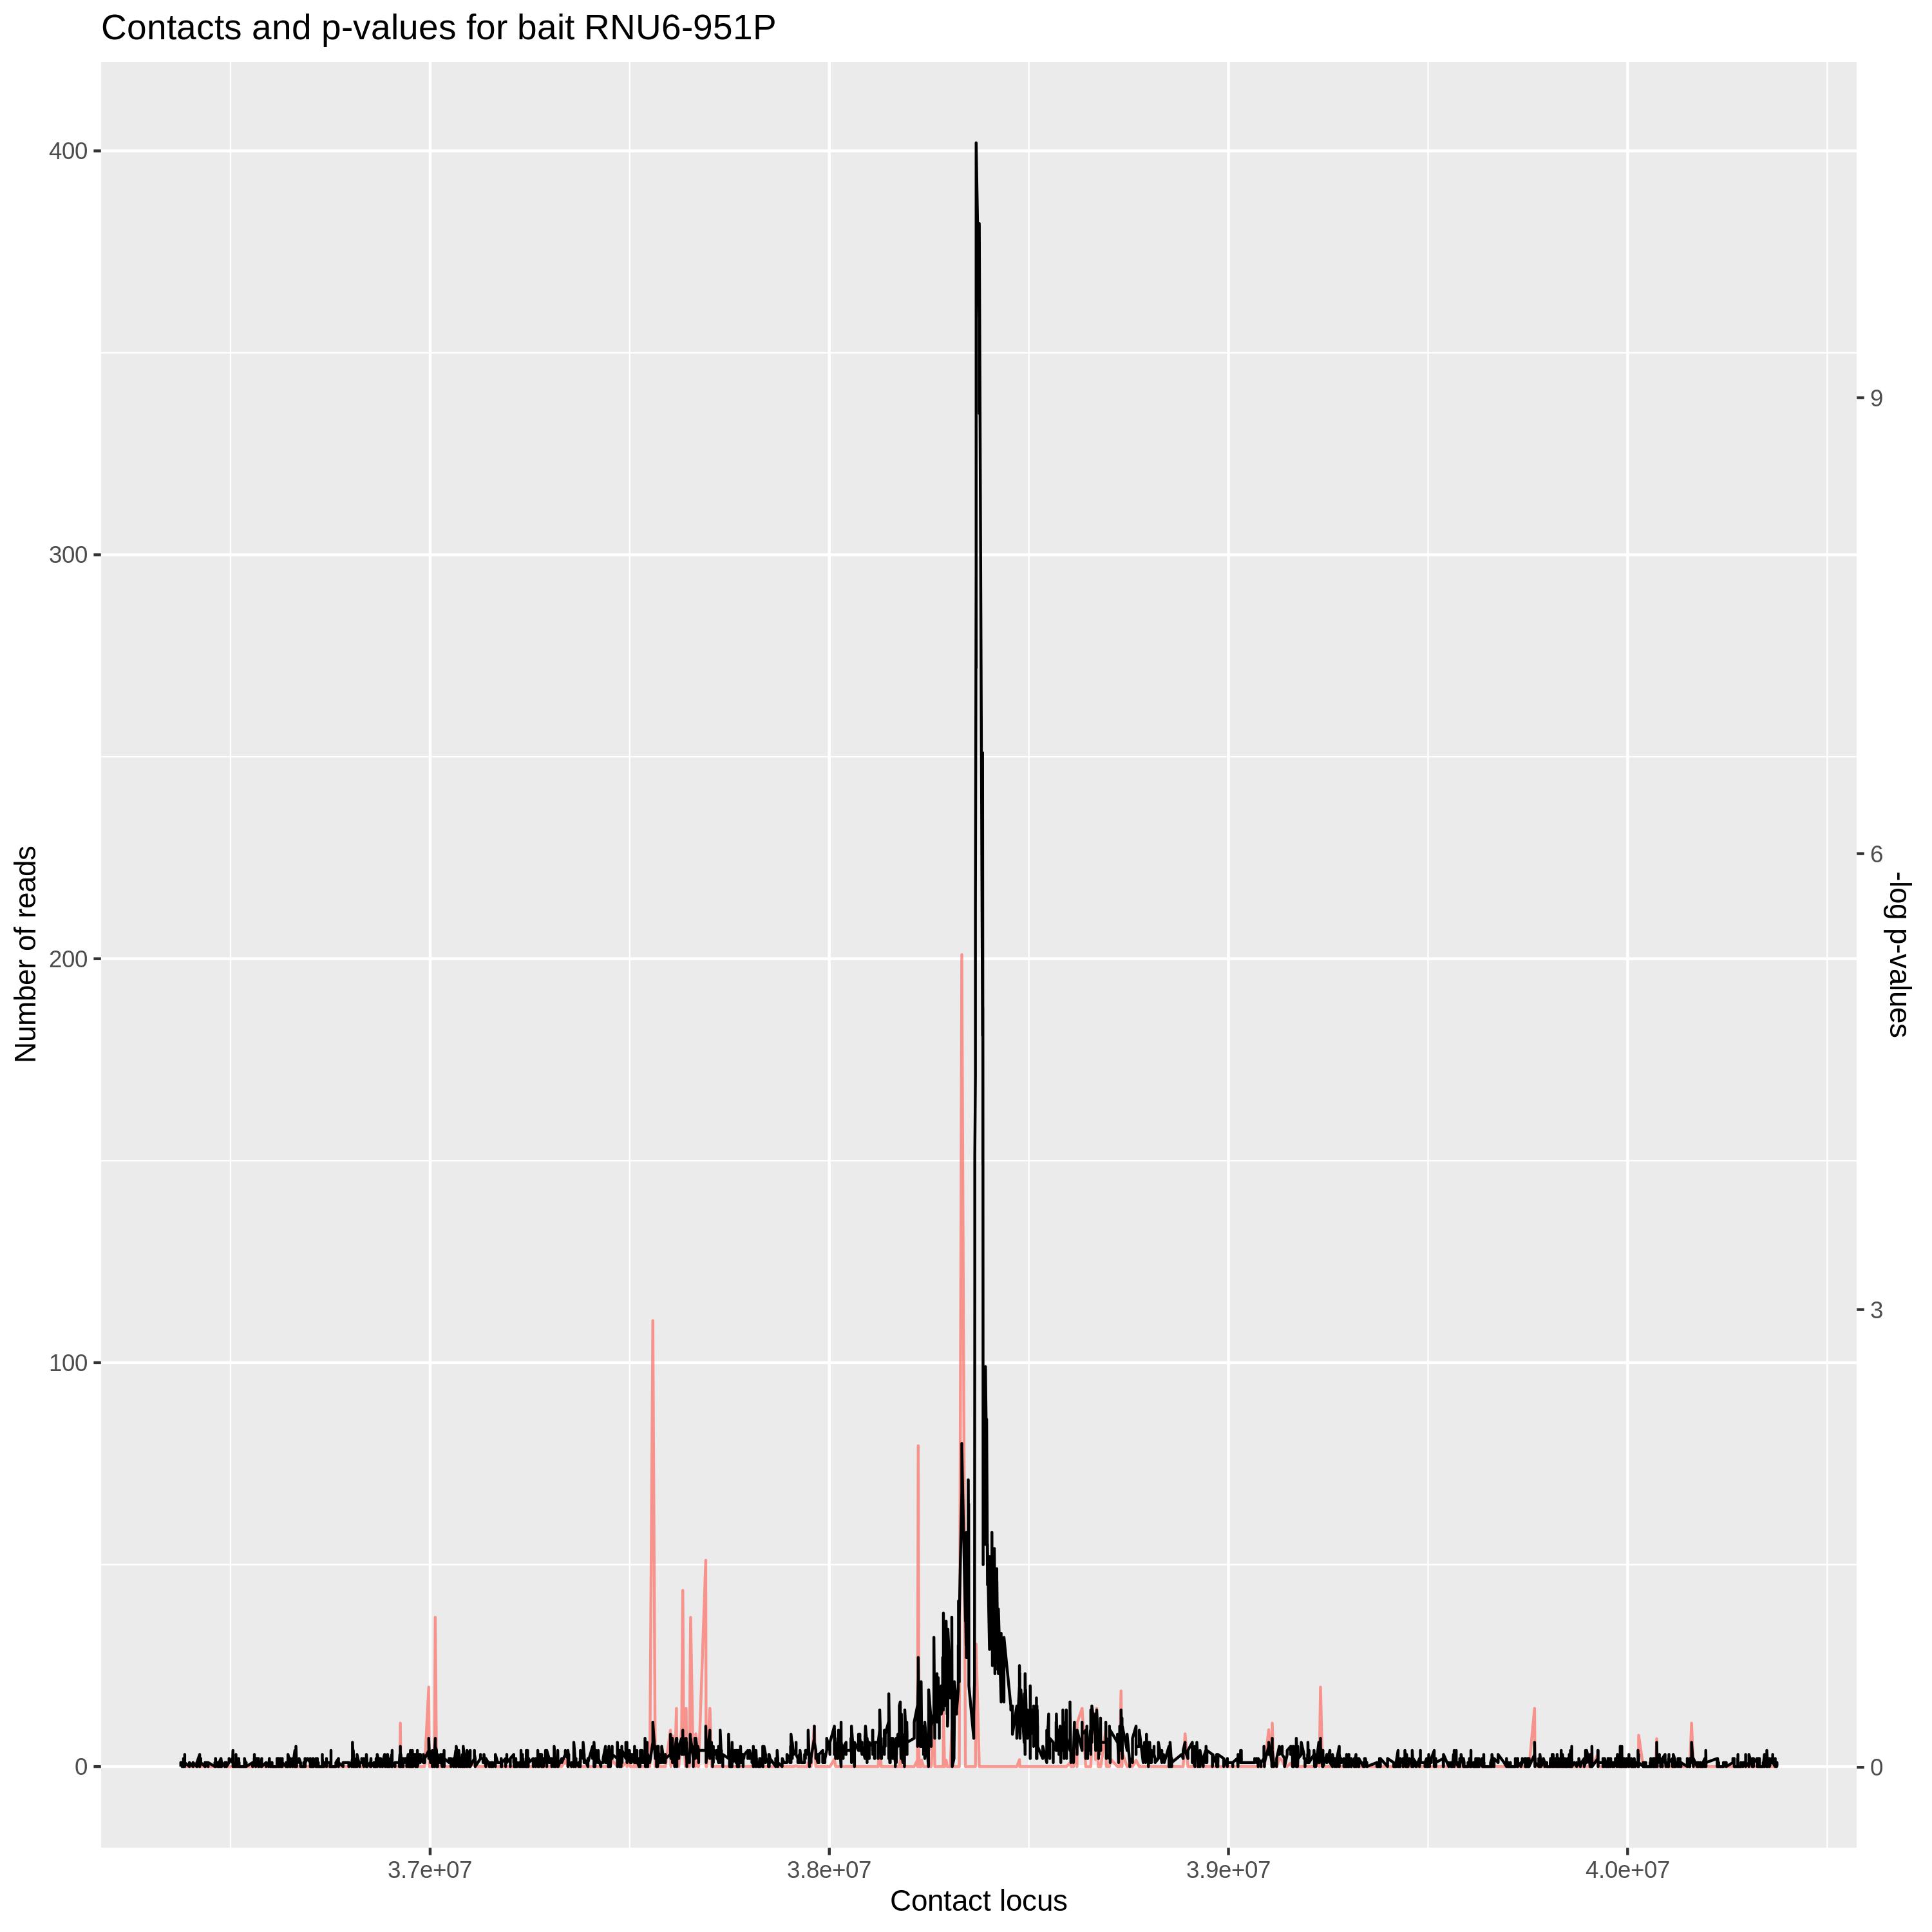 Contacts and p-values for bait RNU6-951P
400
300
200
100
0
Number of reads
9
6
3
0
-log p-values
3.7e+07
3.8e+07
3.9e+07
4.0e+07
Contact locus